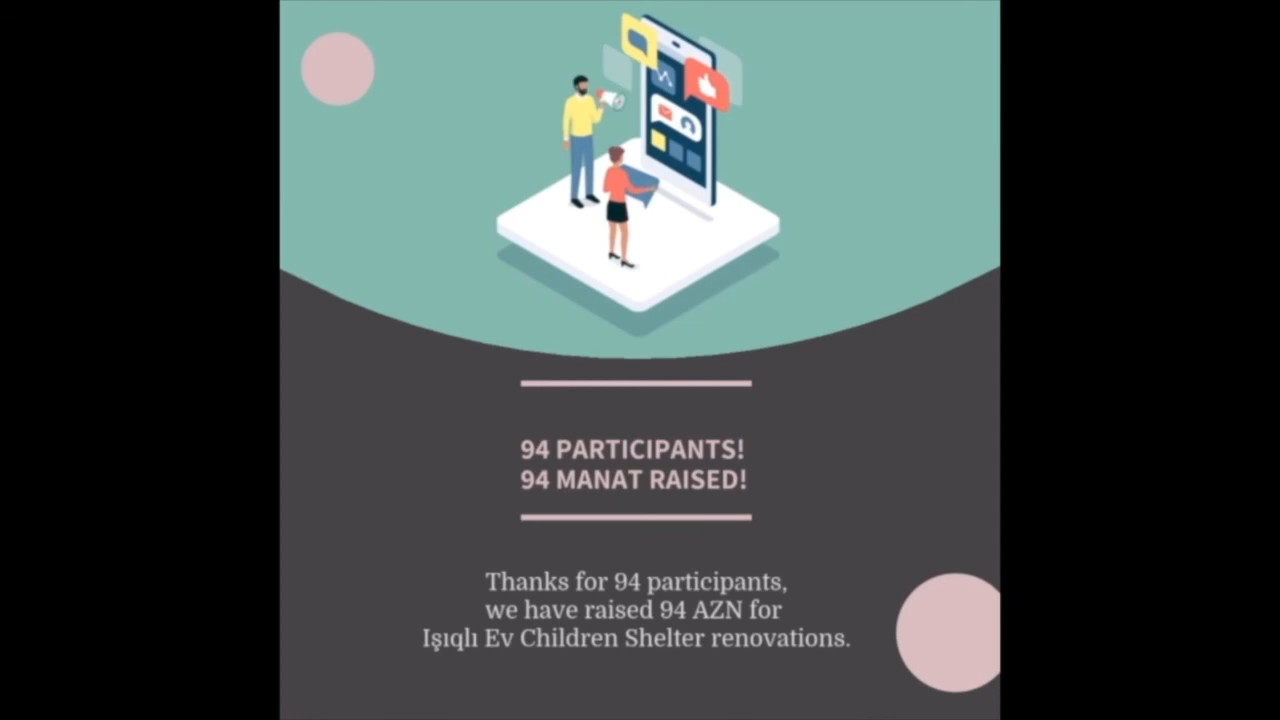 94 PARTICIPANTS!
94 MANAT RAISED!
Thanks for 94 participants,
we have raised 94 AZN for
Işıqlı Ev Children Shelter renovations.